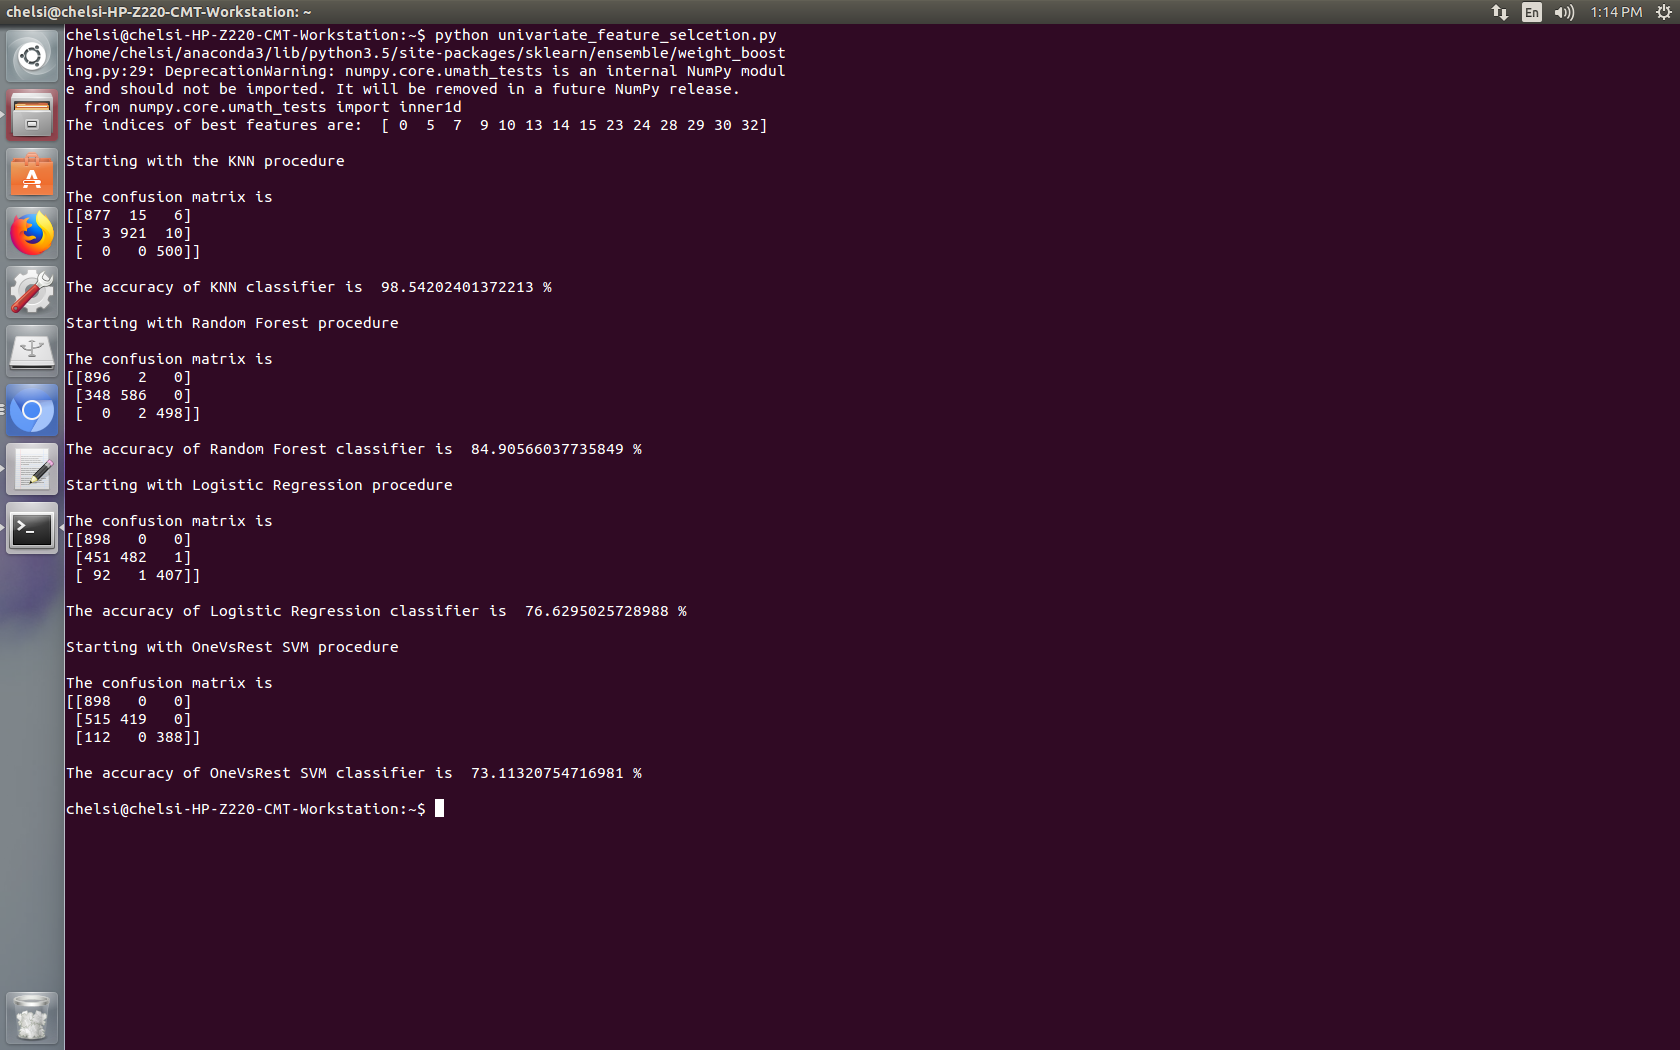 chelsi@chelsi-HP-Z220-CMT-Workstation: ~
En
1:14 PM
chelsi@chelsi-HP-Z220-CMT-Workstation:~$ python univariate_feature_selcetion.py
/home/chelsi/anaconda3/lib/python3.5/site-packages/sklearn/ensemble/weight_boost
ing.py:29: DeprecationWarning: numpy.core.umath_tests is an internal NumPy modul
e and should not be imported. It will be removed in a future NumPy release.
  from numpy.core.umath_tests import inner1d
The indices of best features are:  [ 0  5  7  9 10 13 14 15 23 24 28 29 30 32]
Starting with the KNN procedure
The confusion matrix is
[[877  15   6]
 [  3 921  10]
 [  0   0 500]]
The accuracy of KNN classifier is  98.54202401372213 %
Starting with Random Forest procedure
The confusion matrix is
[[896   2   0]
 [348 586   0]
 [  0   2 498]]
The accuracy of Random Forest classifier is  84.90566037735849 %
Starting with Logistic Regression procedure
The confusion matrix is
[[898   0   0]
 [451 482   1]
 [ 92   1 407]]
The accuracy of Logistic Regression classifier is  76.6295025728988 %
Starting with OneVsRest SVM procedure
The confusion matrix is
[[898   0   0]
 [515 419   0]
 [112   0 388]]
The accuracy of OneVsRest SVM classifier is  73.11320754716981 %
chelsi@chelsi-HP-Z220-CMT-Workstation:~$